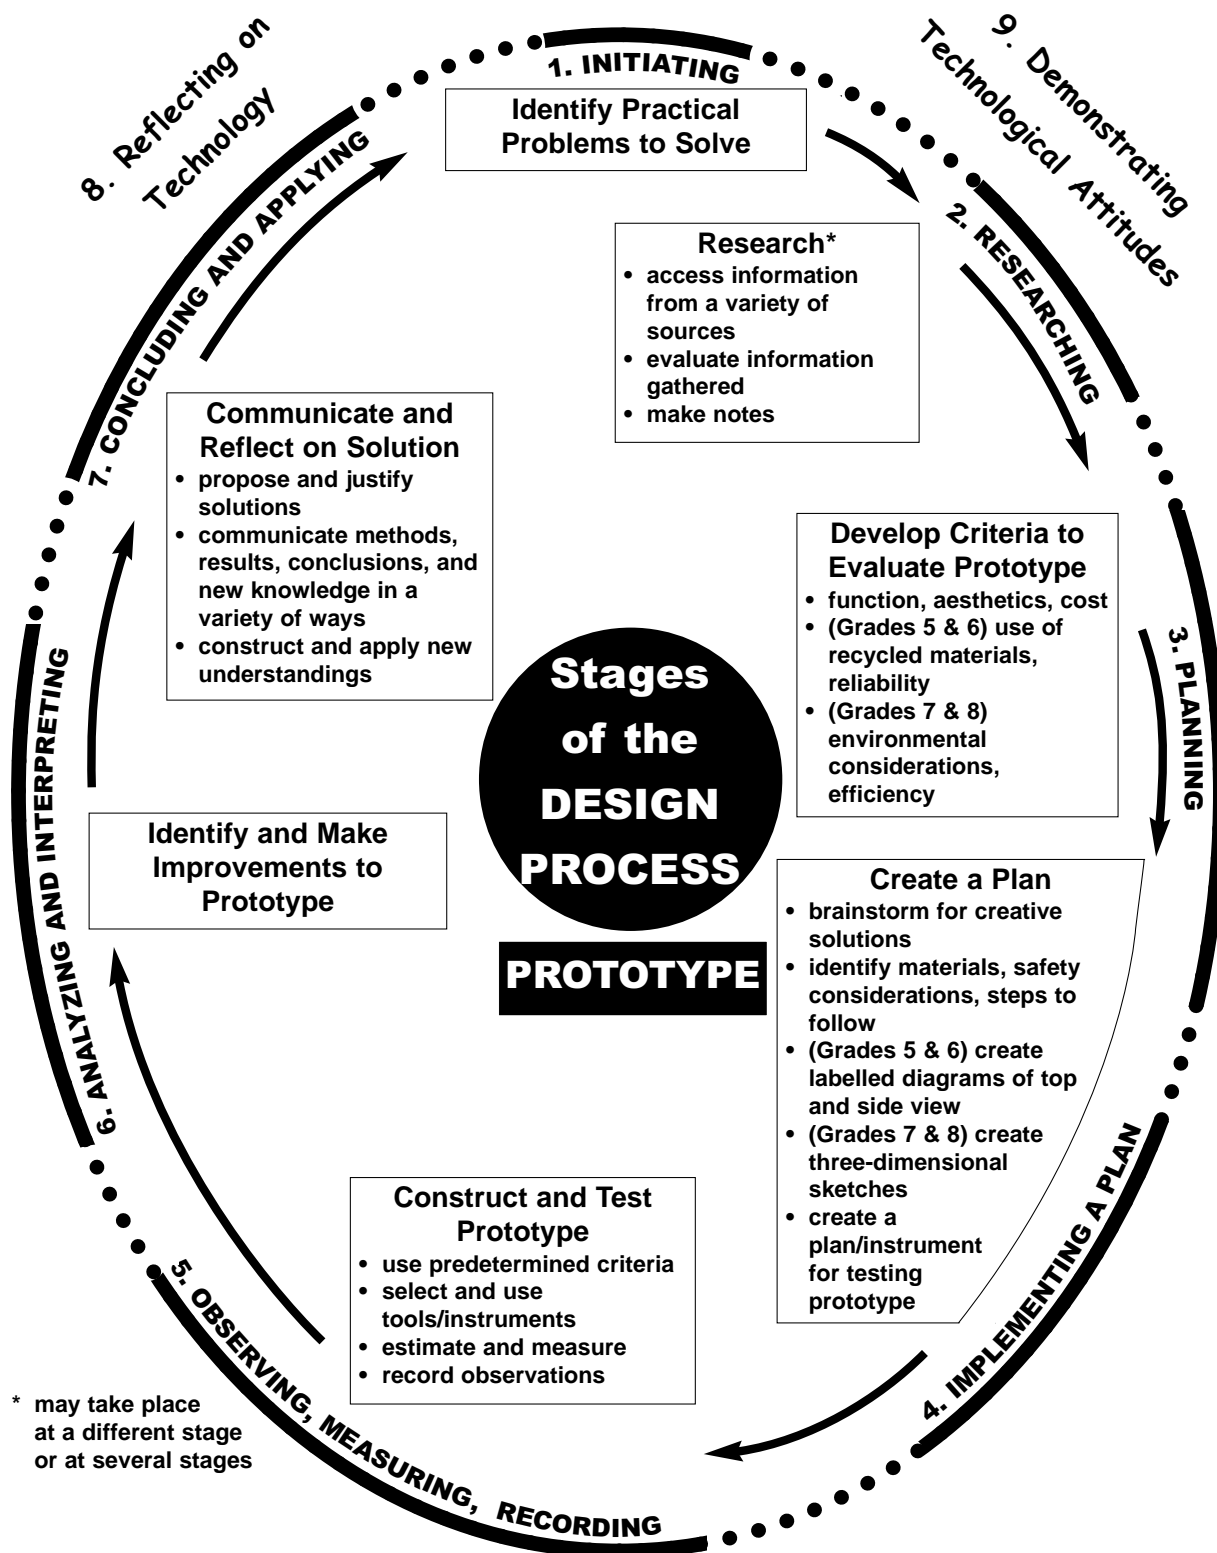 8. Reflecting on
Technology
9. Demonstrating
Technological Attitudes
1. INITIATING
Identify Practical
Problems to Solve
2. RESEARCHING
Research*
• access information
from a variety of
sources
• evaluate information
gathered
• make notes
3. PLANNING
Develop Criteria to
Evaluate Prototype
• function, aesthetics, cost
• (Grades 5 & 6) use of
recycled materials,
reliability
• (Grades 7 & 8)
environmental
considerations,
efficiency
Create a Plan
• brainstorm for creative
solutions
• identify materials, safety
considerations, steps to
follow
• (Grades 5 & 6) create
labelled diagrams of top
and side view
• (Grades 7 & 8) create
three-dimensional
sketches
• create a
plan/instrument
for testing
prototype
4. IMPLEMENTING A PLAN
Construct and Test
Prototype
• use predetermined criteria
• select and use
tools/instruments
• estimate and measure
• record observations
5. OBSERVING, MEASURING, RECORDING
6. ANALYZING AND INTERPRETING
Identify and Make
Improvements to
Prototype
7. CONCLUDING AND APPLYING
Communicate and
Reflect on Solution
• propose and justify
solutions
• communicate methods,
results, conclusions, and
new knowledge in a
variety of ways
• construct and apply new
understandings
Stages
of the
DESIGN
PROCESS
PROTOTYPE
* may take place
at a different stage
or at several stages